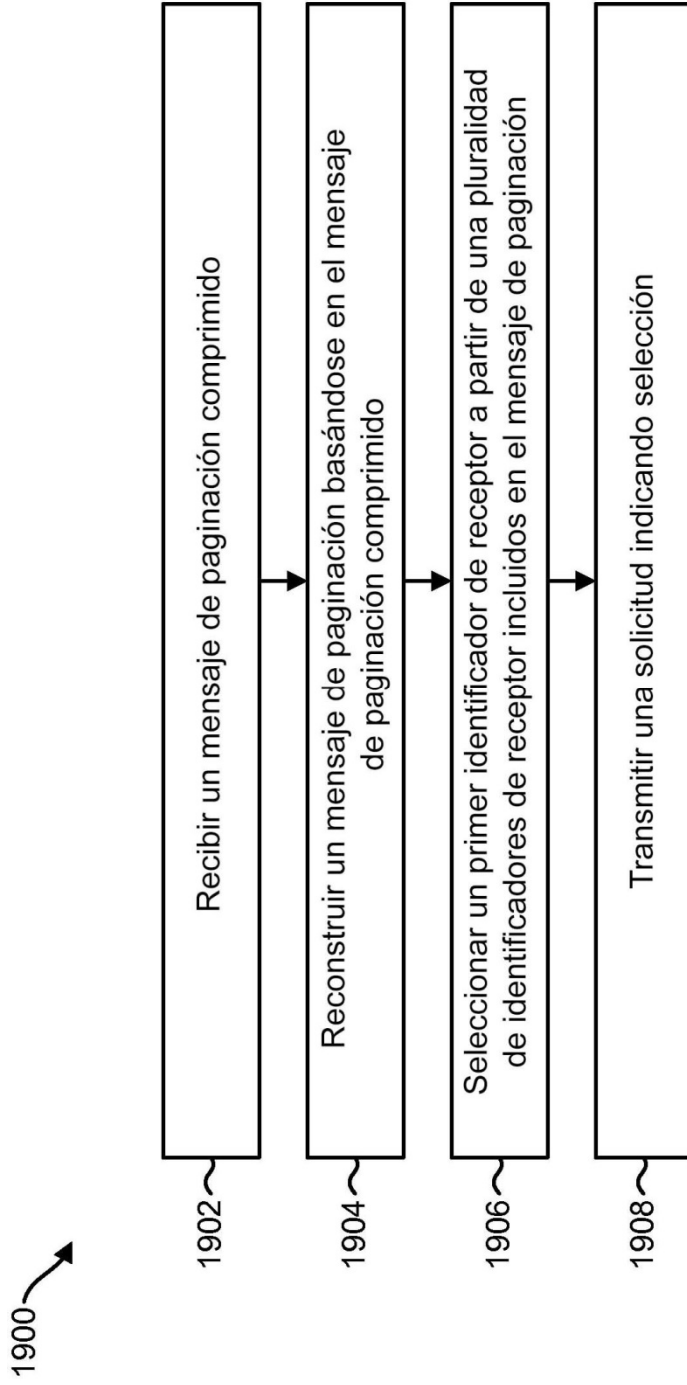 1900
1902
Recibir un mensaje de paginación comprimido
1904
Reconstruir un mensaje de paginación basándose en el mensaje
de paginación comprimido
1906
Seleccionar un primer identificador de receptor a partir de una pluralidad
de identificadores de receptor incluidos en el mensaje de paginación
1908
Transmitir una solicitud indicando selección